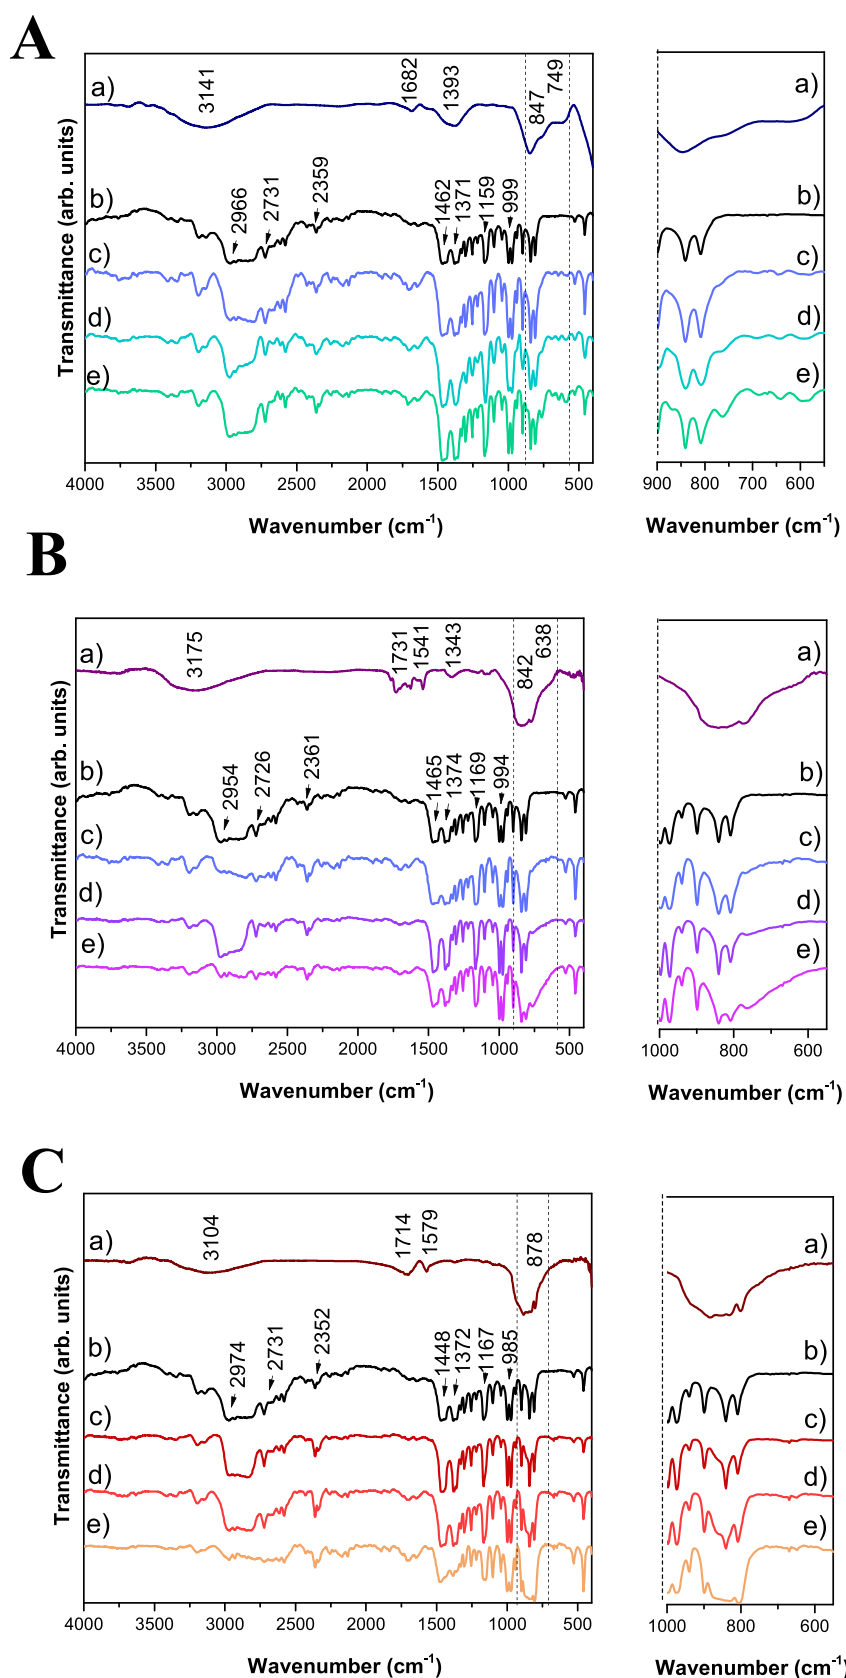 A
a)
3141
1682
1393
847
749
b)
2966
2731
2359
1462
1371
1159
999
c)
d)
e)
Transmittance (arb. units)
4000 3500 3000 2500 2000 1500 1000 500
Wavenumber (cm-1)
a)
b)
c)
d)
e)
900 800 700 600
Wavenumber (cm-1)
B
a)
3175
1731
1541
1343
842
638
b)
2954
2726
2361
1465
1374
1169
994
c)
d)
e)
Transmittance (arb. units)
4000 3500 3000 2500 2000 1500 1000 500
Wavenumber (cm-1)
a)
b)
c)
d)
e)
1000 800 600
Wavenumber (cm-1)
C
a)
3104
1714
1579
878
b)
2974
2731
2352
1448
1372
1167
985
c)
d)
e)
Transmittance (arb. units)
4000 3500 3000 2500 2000 1500 1000 500
Wavenumber (cm-1)
a)
b)
c)
d)
e)
1000 800 600
Wavenumber (cm-1)